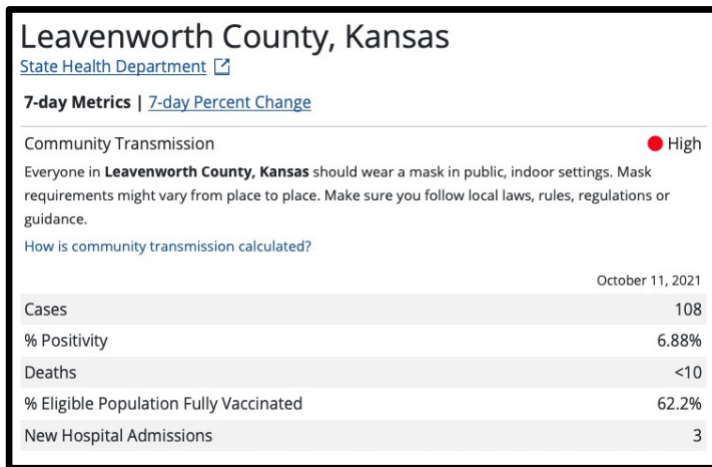 Leavenworth County, Kansas
State Health Department
7-day Metrics | 7-day Percent Change
Community Transmission High
Everyone in Leavenworth County, Kansas should wear a mask in public, indoor settings. Mask
requirements might vary from place to place. Make sure you follow local laws, rules, regulations or
guidance.
How is community transmission calculated?
October 11, 2021
Cases 108
% Positivity 6.88%
Deaths <10
% Eligible Population Fully Vaccinated 62.2%
New Hospital Admissions 3